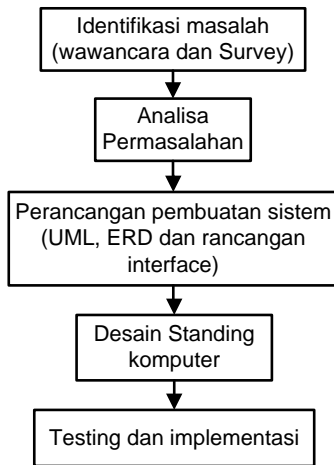 Identifikasi masalah
(wawancara dan Survey)
Analisa
Permasalahan
Perancangan pembuatan sistem
(UML, ERD dan rancangan
interface)
Desain Standing
komputer
Testing dan implementasi